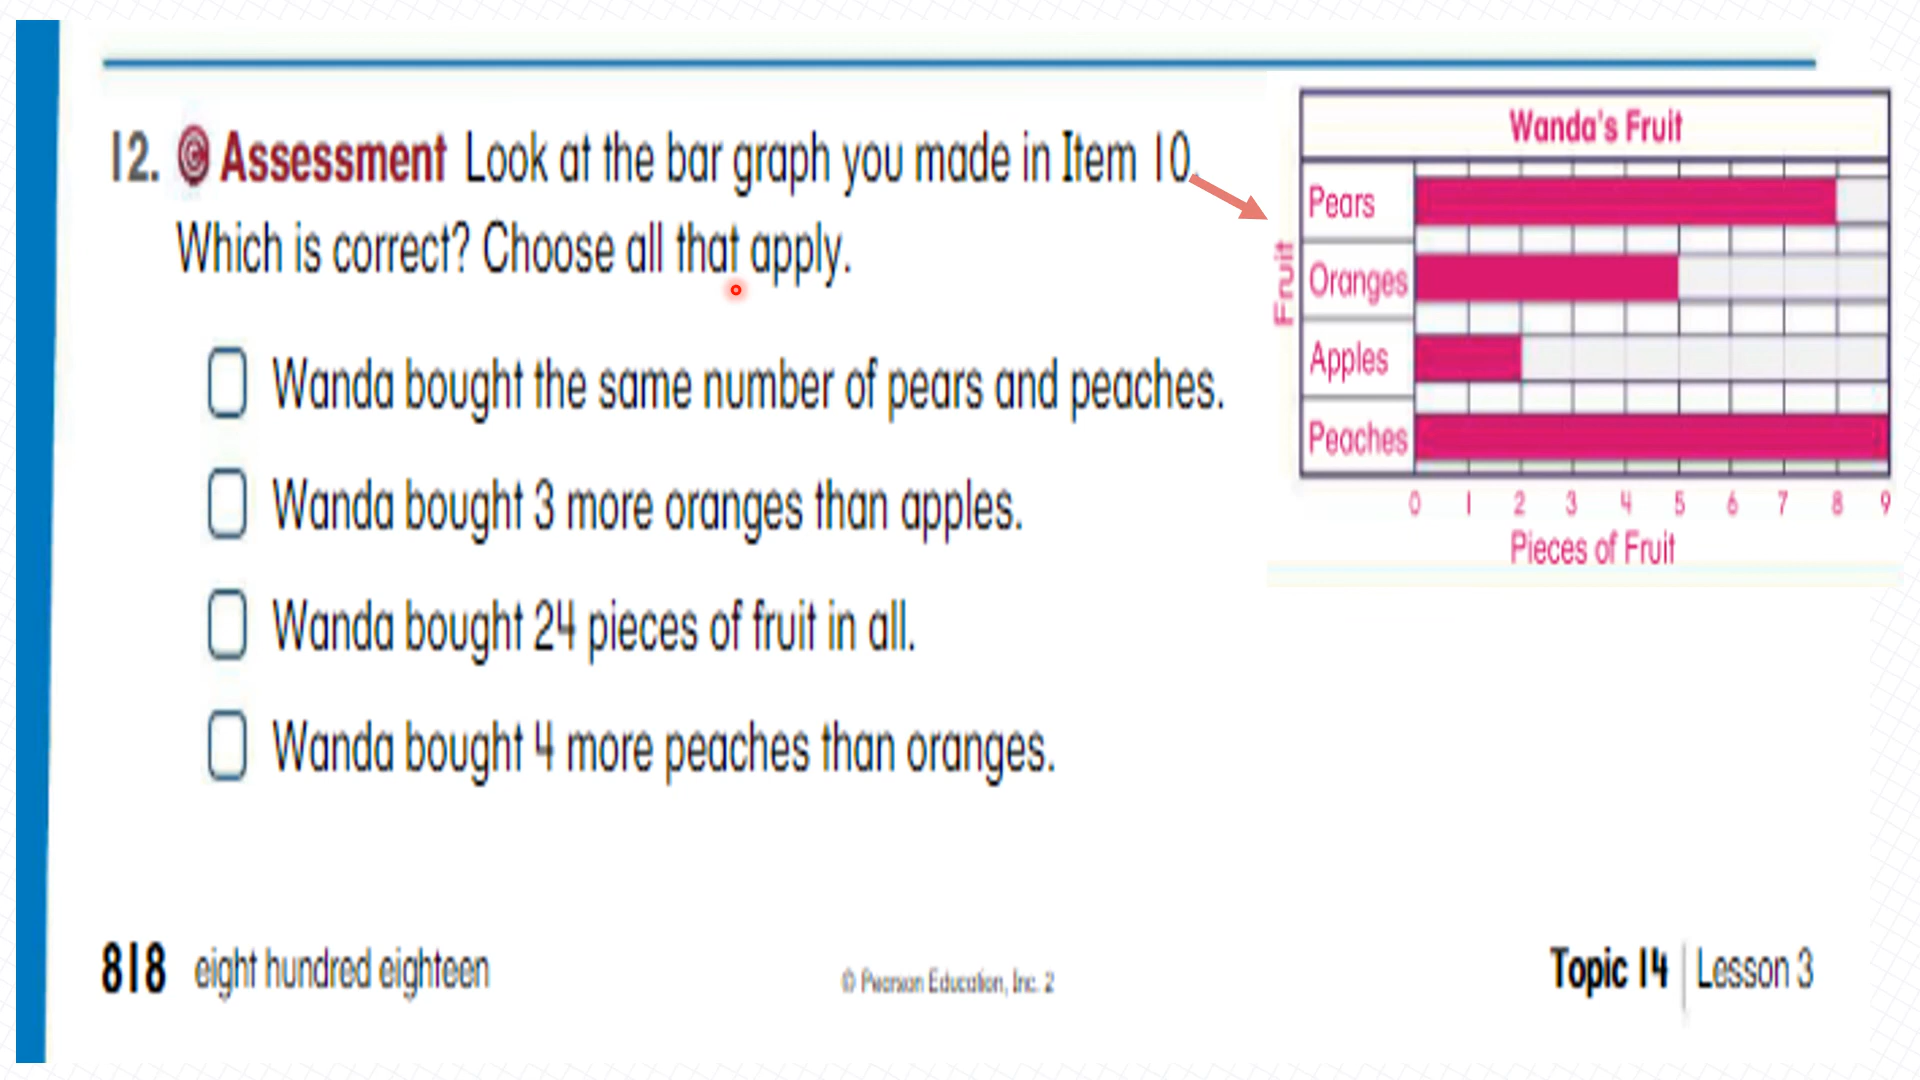 12. Assessment Look at the bar graph you made in Item 10.
Which is correct? Choose all that apply.
Wanda bought the same number of pears and peaches.
Wanda bought 3 more oranges than apples.
Wanda bought 24 pieces of fruit in all.
Wanda bought 4 more peaches than oranges.
Wanda's Fruit
Fruit
Pears
Oranges
Apples
Peaches
0 1 2 3 4 5 6 7 8 9
Pieces of Fruit
818 eight hundred eighteen
© Pearson Education, Inc. 2
Topic 14 | Lesson 3